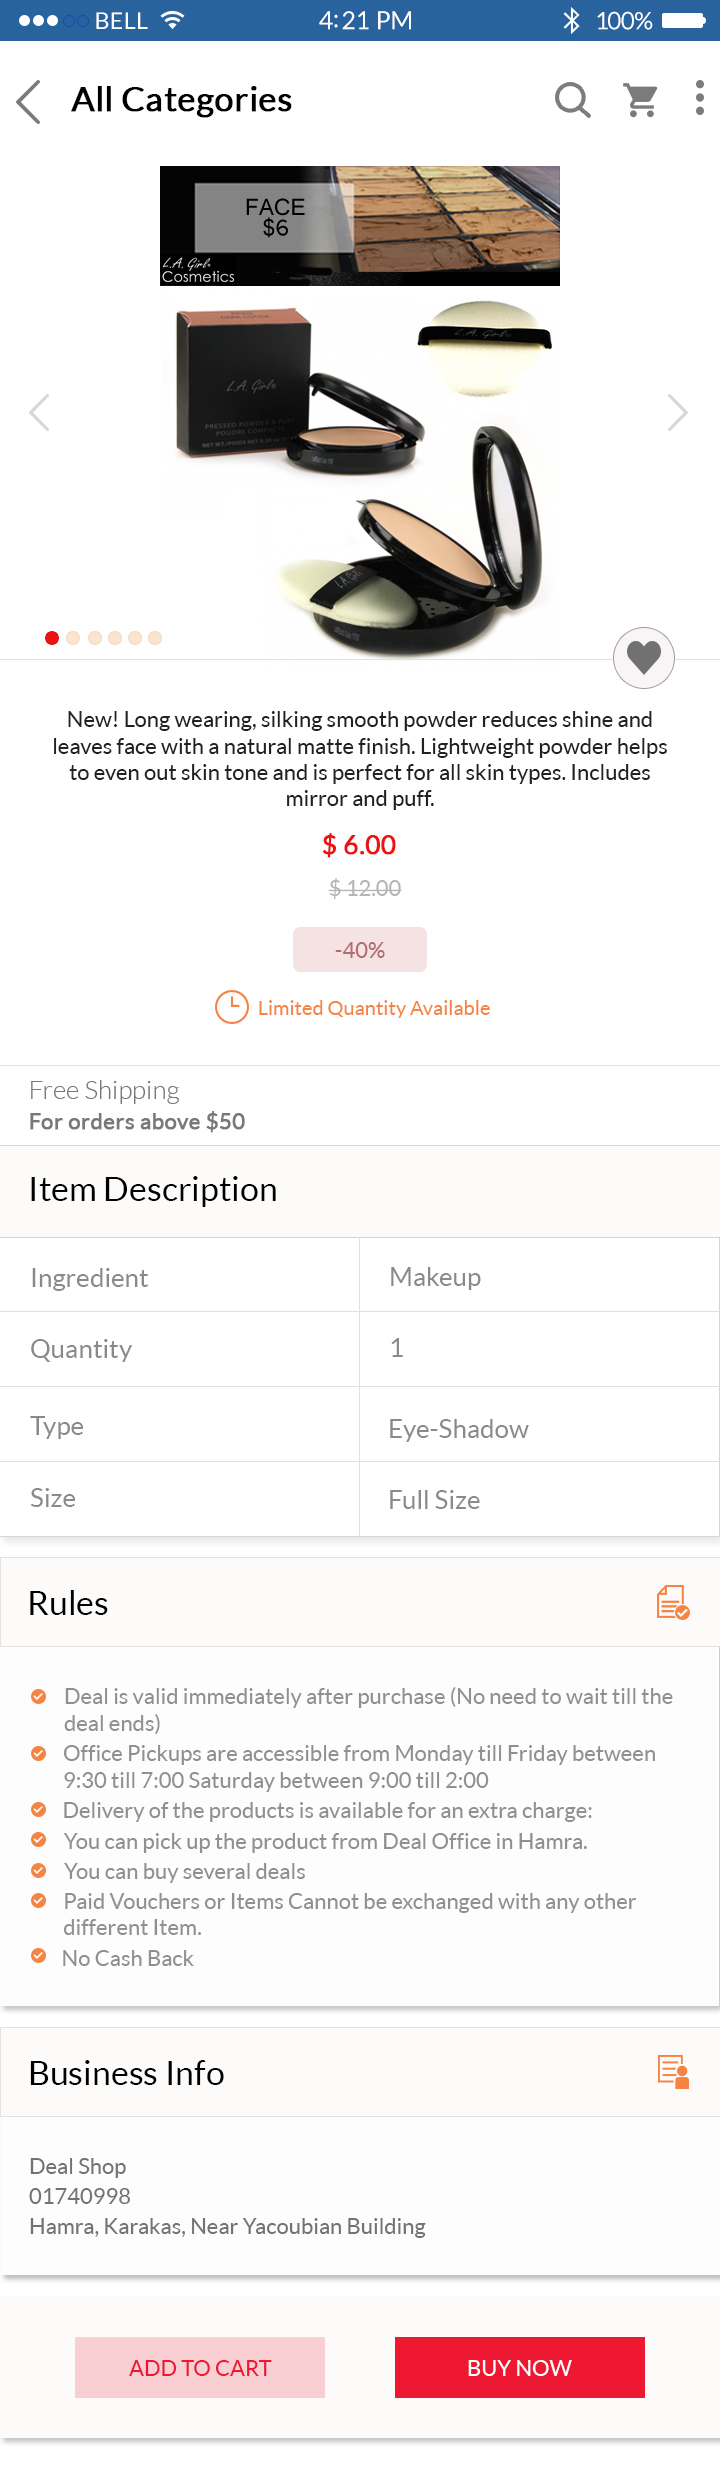 BELL
4:21 PM
100%
All Categories
FACE
$6
L.A. Girl
Cosmetics
L.A. Girl
L.A. Girl
PRESSED POWDER & PUFF
POUDRE COMPACTE
L.A. Girl
New! Long wearing, silking smooth powder reduces shine and
leaves face with a natural matte finish. Lightweight powder helps
to even out skin tone and is perfect for all skin types. Includes
mirror and puff.
$ 6.00
$ 12.00
-40%
Limited Quantity Available
Free Shipping
For orders above $50
Item Description
Ingredient
Makeup
Quantity
1
Type
Eye-Shadow
Size
Full Size
Rules
Deal is valid immediately after purchase (No need to wait till the
deal ends)
Office Pickups are accessible from Monday till Friday between
9:30 till 7:00 Saturday between 9:00 till 2:00
Delivery of the products is available for an extra charge:
You can pick up the product from Deal Office in Hamra.
You can buy several deals
Paid Vouchers or Items Cannot be exchanged with any other
different Item.
No Cash Back
Business Info
Deal Shop
01740998
Hamra, Karakas, Near Yacoubian Building
ADD TO CART
BUY NOW